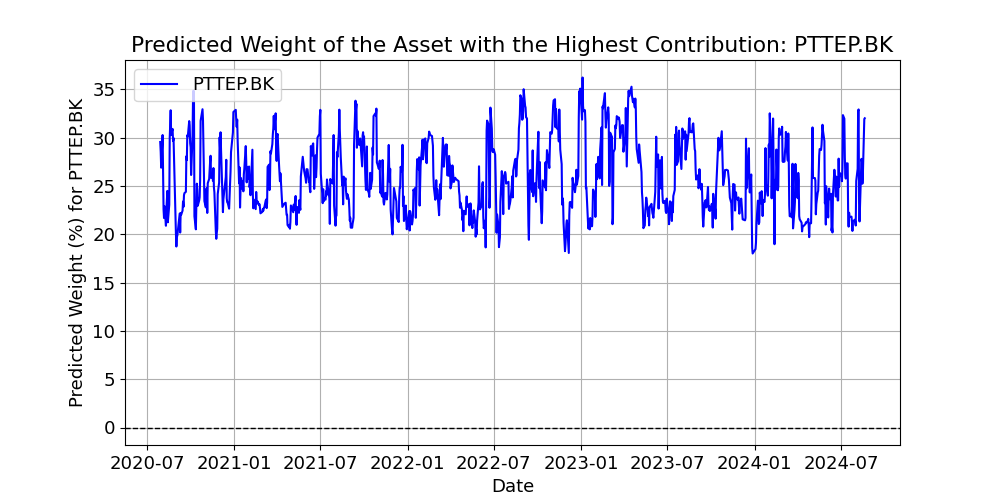 Predicted Weight of the Asset with the Highest Contribution: PTTEP.BK
PTTEP.BK
Predicted Weight (%) for PTTEP.BK
35
30
25
20
15
10
5
0
2020-07 2021-01 2021-07 2022-01 2022-07 2023-01 2023-07 2024-01 2024-07
Date